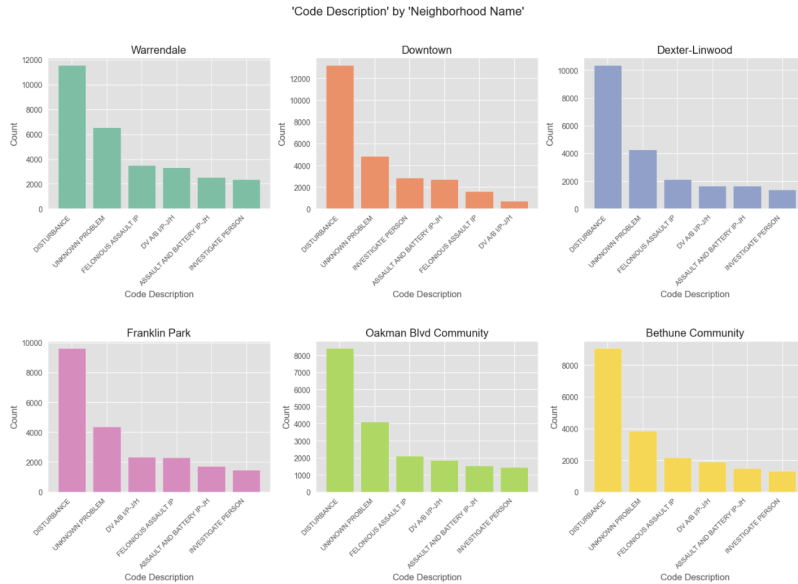 'Code Description' by 'Neighborhood Name'
Warrendale
Count
12000
10000
8000
6000
4000
2000
0
DISTURBANCE
UNKNOWN PROBLEM
FELONIOUS ASSAULT IP
DV A/B I/P-J/H
ASSAULT AND BATTERY IP-JH
INVESTIGATE PERSON
Code Description
Downtown
Count
12000
10000
8000
6000
4000
2000
0
DISTURBANCE
UNKNOWN PROBLEM
INVESTIGATE PERSON
ASSAULT AND BATTERY IP-JH
FELONIOUS ASSAULT IP
DV A/B I/P-J/H
Code Description
Dexter-Linwood
Count
10000
8000
6000
4000
2000
0
DISTURBANCE
UNKNOWN PROBLEM
FELONIOUS ASSAULT IP
DV A/B I/P-J/H
ASSAULT AND BATTERY IP-JH
INVESTIGATE PERSON
Code Description
Franklin Park
Count
10000
8000
6000
4000
2000
0
DISTURBANCE
UNKNOWN PROBLEM
DV A/B I/P-J/H
FELONIOUS ASSAULT IP
ASSAULT AND BATTERY IP-JH
INVESTIGATE PERSON
Code Description
Oakman Blvd Community
Count
8000
7000
6000
5000
4000
3000
2000
1000
0
DISTURBANCE
UNKNOWN PROBLEM
FELONIOUS ASSAULT IP
DV A/B I/P-J/H
ASSAULT AND BATTERY IP-JH
INVESTIGATE PERSON
Code Description
Bethune Community
Count
8000
6000
4000
2000
0
DISTURBANCE
UNKNOWN PROBLEM
FELONIOUS ASSAULT IP
DV A/B I/P-J/H
ASSAULT AND BATTERY IP-JH
INVESTIGATE PERSON
Code Description